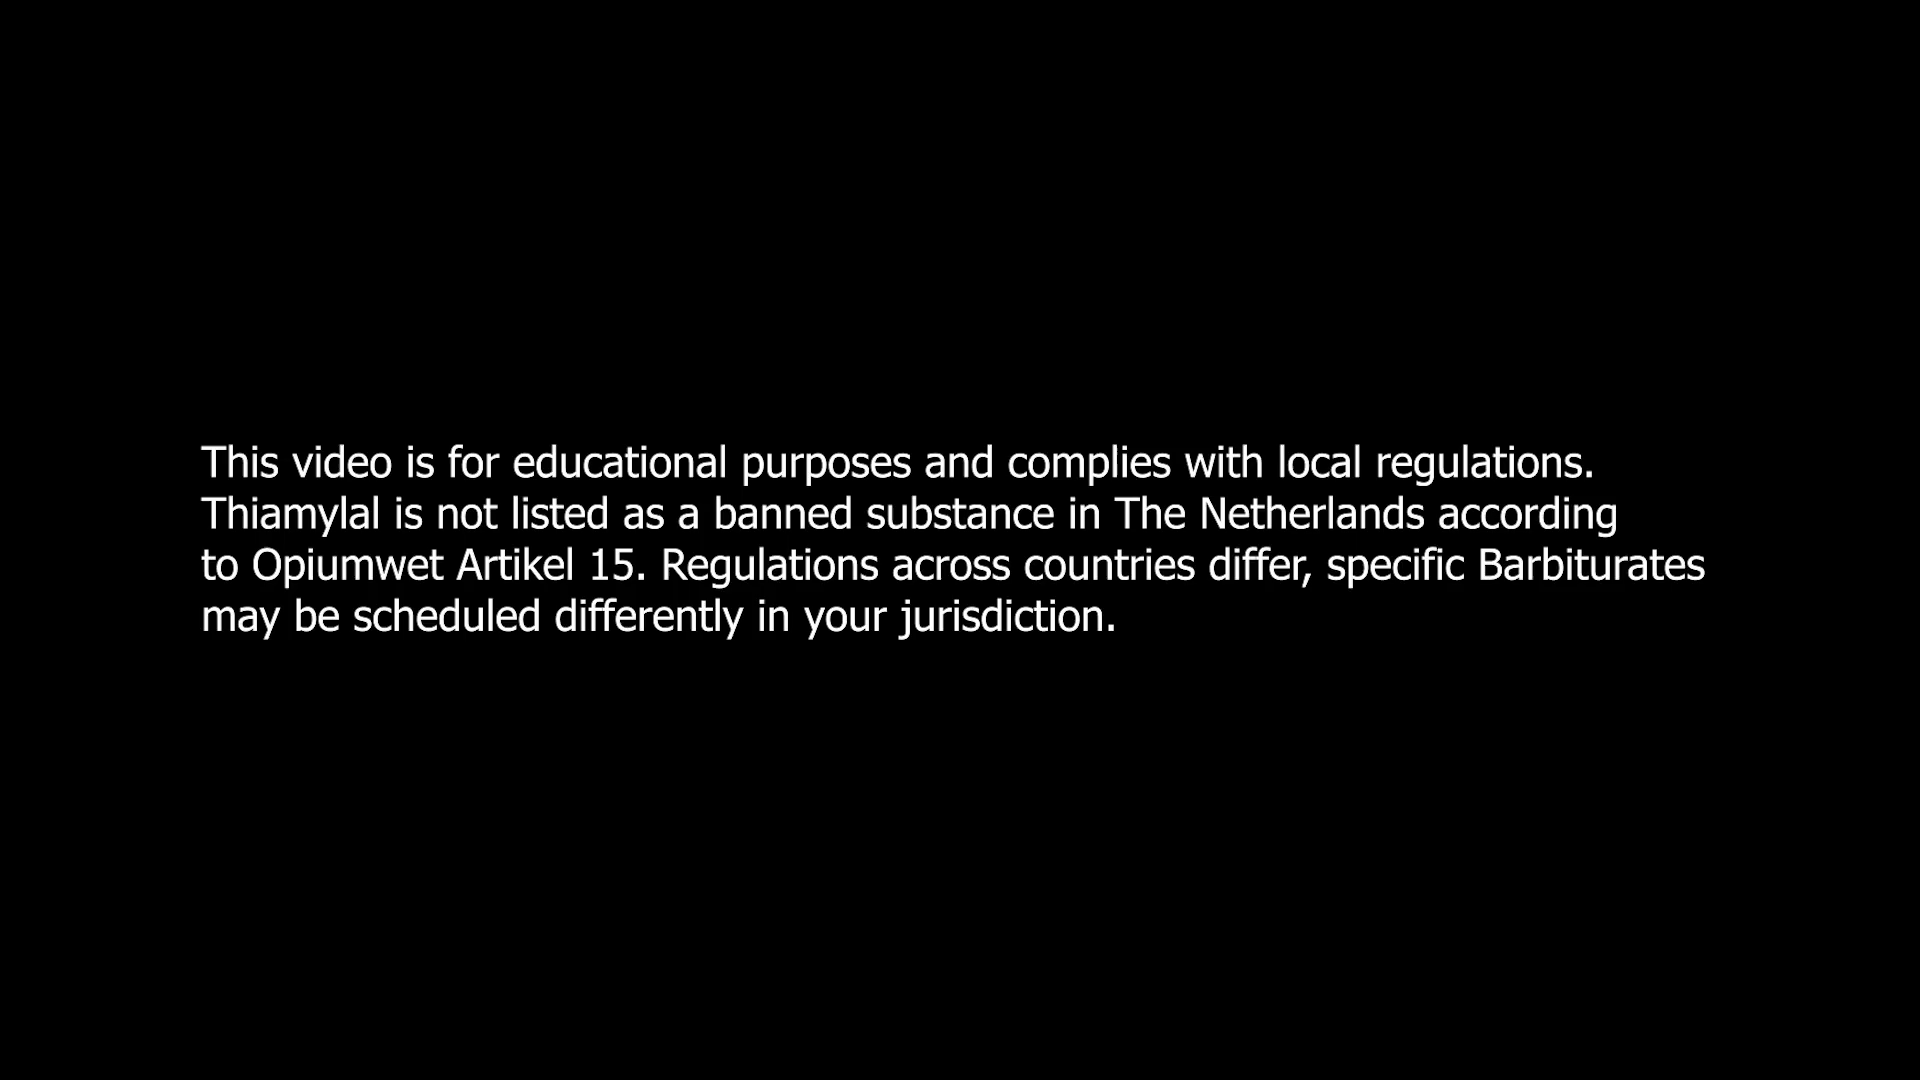 This video is for educational purposes and complies with local regulations.
Thiamylal is not listed as a banned substance in The Netherlands according
to Opiumwet Artikel 15. Regulations across countries differ, specific Barbiturates
may be scheduled differently in your jurisdiction.